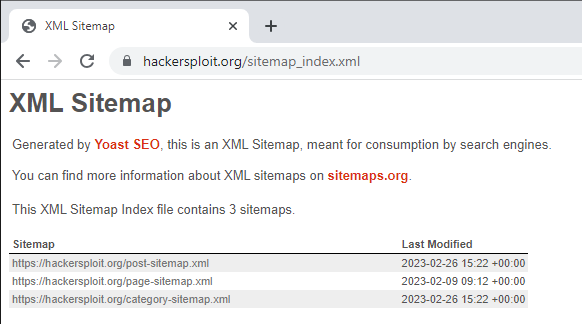 XML Sitemap
hackersploit.org/sitemap_index.xml
XML Sitemap
Generated by Yoast SEO, this is an XML Sitemap, meant for consumption by search engines.
You can find more information about XML sitemaps on sitemaps.org.
This XML Sitemap Index file contains 3 sitemaps.
Sitemap Last Modified
https://hackersploit.org/post-sitemap.xml 2023-02-26 15:22 +00:00
https://hackersploit.org/page-sitemap.xml 2023-02-09 09:12 +00:00
https://hackersploit.org/category-sitemap.xml 2023-02-26 15:22 +00:00